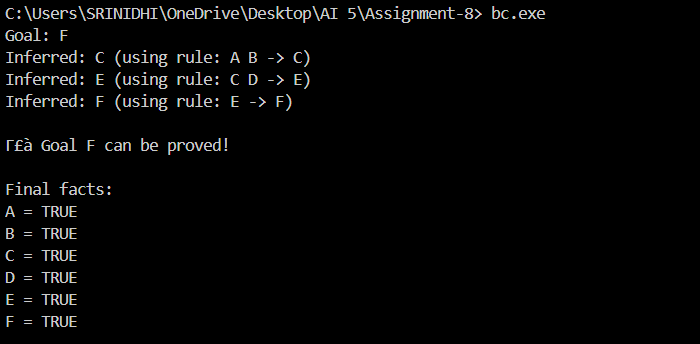 C:\Users\SRINIDHI\OneDrive\Desktop\AI 5\Assignment-8> bc.exe
Goal: F
Inferred: C (using rule: A B -> C)
Inferred: E (using rule: C D -> E)
Inferred: F (using rule: E -> F)
Γ£à Goal F can be proved!
Final facts:
A = TRUE
B = TRUE
C = TRUE
D = TRUE
E = TRUE
F = TRUE